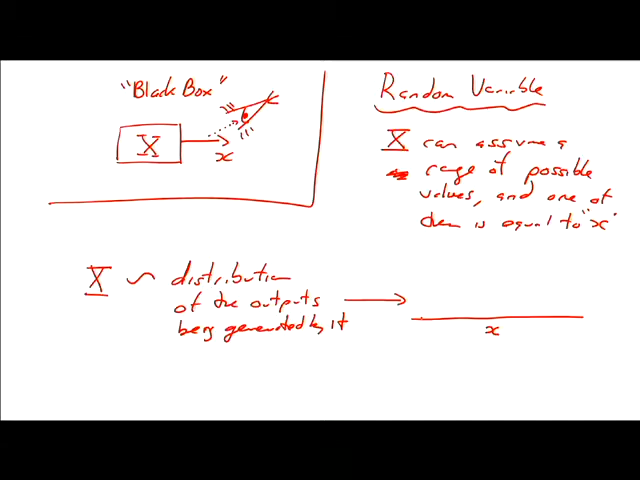 "Black Box"
X
x
Random Variable
X can assume a
range of possible
values, and one of
them is equal to "x"
X ~ distribution
of the outputs
being generated by it
x